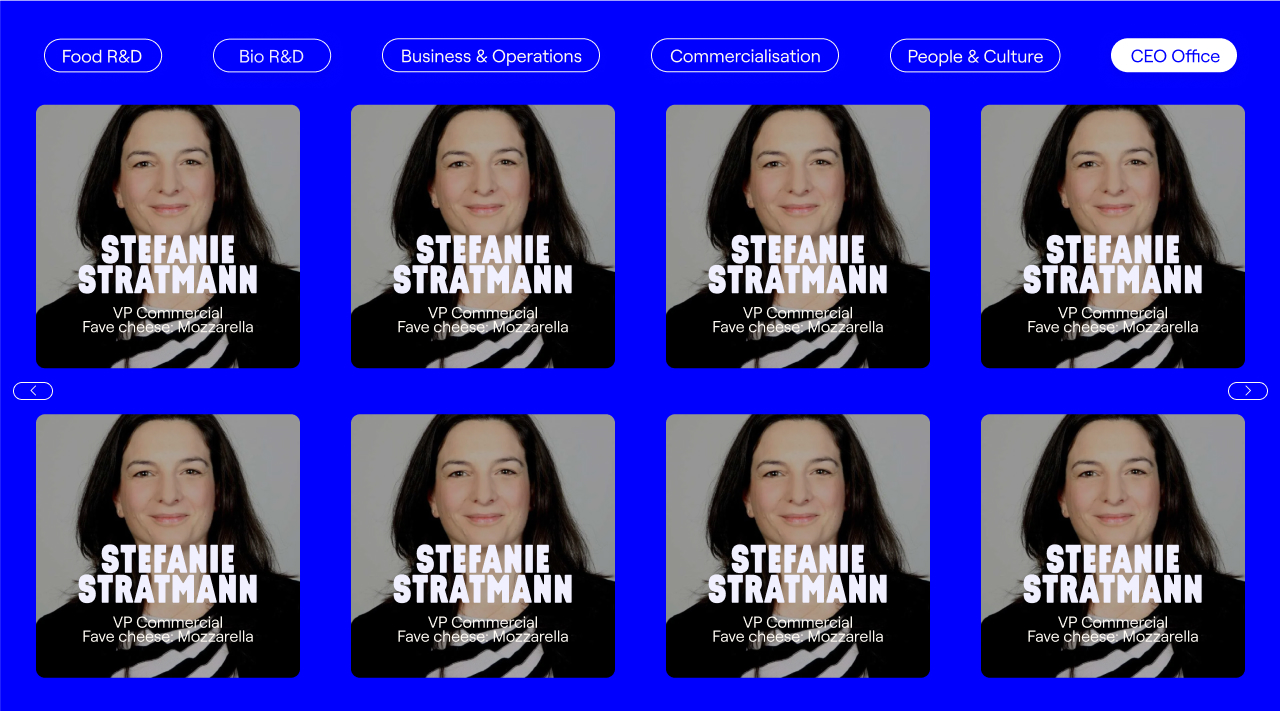 Food R&D
Bio R&D
Business & Operations
Commercialisation
People & Culture
CEO Office
STEFANIE
STRATMANN
VP Commercial
Fave cheese: Mozzarella
STEFANIE
STRATMANN
VP Commercial
Fave cheese: Mozzarella
STEFANIE
STRATMANN
VP Commercial
Fave cheese: Mozzarella
STEFANIE
STRATMANN
VP Commercial
Fave cheese: Mozzarella
STEFANIE
STRATMANN
VP Commercial
Fave cheese: Mozzarella
STEFANIE
STRATMANN
VP Commercial
Fave cheese: Mozzarella
STEFANIE
STRATMANN
VP Commercial
Fave cheese: Mozzarella
STEFANIE
STRATMANN
VP Commercial
Fave cheese: Mozzarella